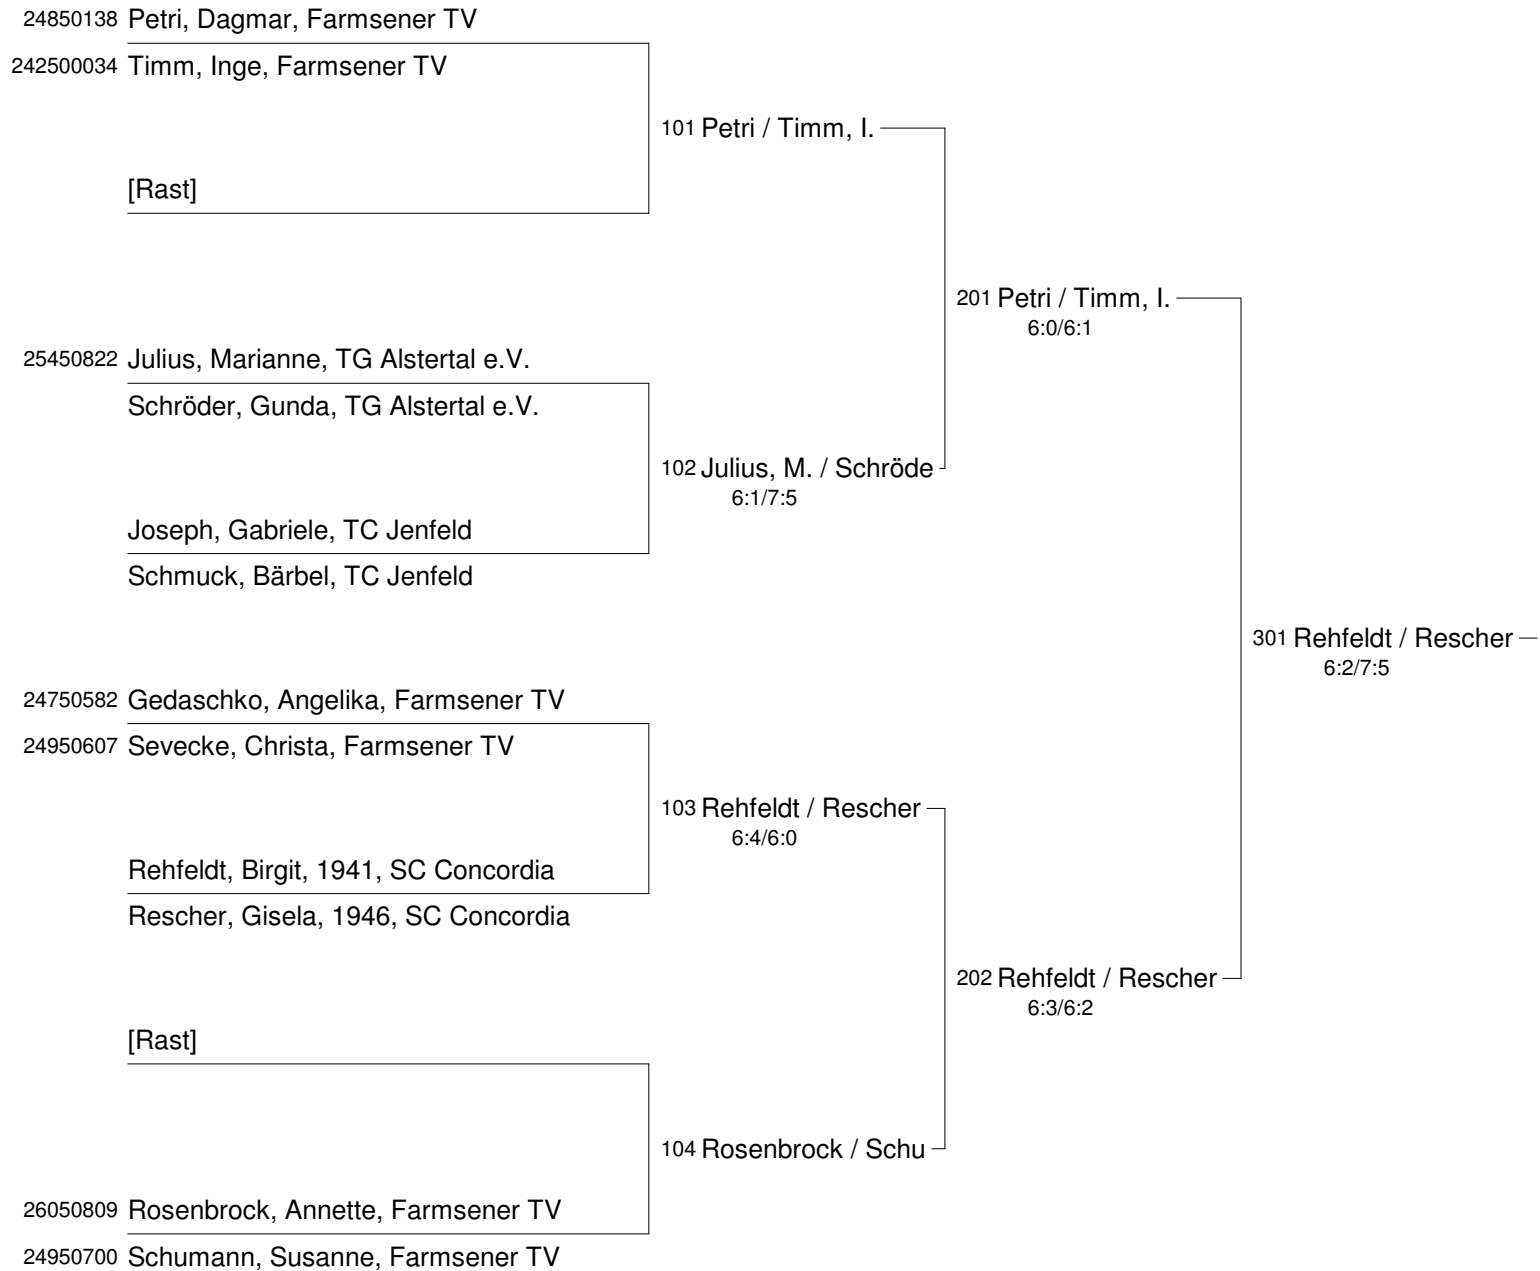 24850138 Petri, Dagmar, Farmsener TV
242500034 Timm, Inge, Farmsener TV
101 Petri / Timm, I.
[Rast]
201 Petri / Timm, I.
6:0/6:1
25450822 Julius, Marianne, TG Alstertal e.V.
Schröder, Gunda, TG Alstertal e.V.
102 Julius, M. / Schröde
6:1/7:5
Joseph, Gabriele, TC Jenfeld
Schmuck, Bärbel, TC Jenfeld
301 Rehfeldt / Rescher
6:2/7:5
24750582 Gedaschko, Angelika, Farmsener TV
24950607 Sevecke, Christa, Farmsener TV
103 Rehfeldt / Rescher
6:4/6:0
Rehfeldt, Birgit, 1941, SC Concordia
Rescher, Gisela, 1946, SC Concordia
202 Rehfeldt / Rescher
6:3/6:2
[Rast]
104 Rosenbrock / Schu
26050809 Rosenbrock, Annette, Farmsener TV
24950700 Schumann, Susanne, Farmsener TV